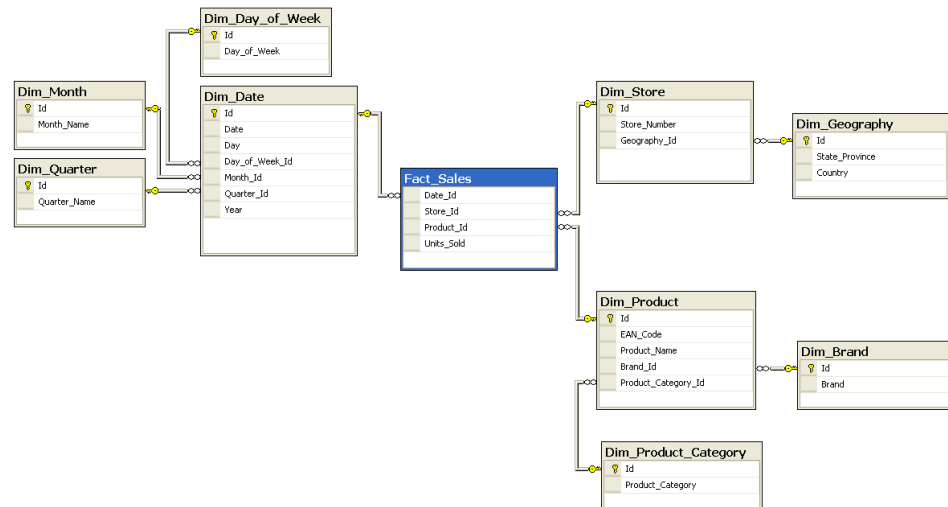 Dim_Day_of_Week
Id
Day_of_Week
Dim_Month
Id
Month_Name
Dim_Quarter
Id
Quarter_Name
Dim_Date
Id
Date
Day
Day_of_Week_Id
Month_Id
Quarter_Id
Year
Fact_Sales
Date_Id
Store_Id
Product_Id
Units_Sold
Dim_Store
Id
Store_Number
Geography_Id
Dim_Geography
Id
State_Province
Country
Dim_Product
Id
EAN_Code
Product_Name
Brand_Id
Product_Category_Id
Dim_Brand
Id
Brand
Dim_Product_Category
Id
Product_Category